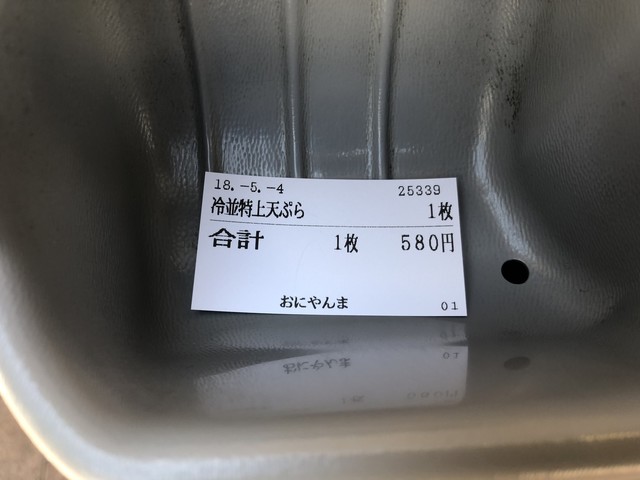 18.-5.-4 25339
冷並特上天ぷら 1枚
合計 1枚 580円
おにやんま 01